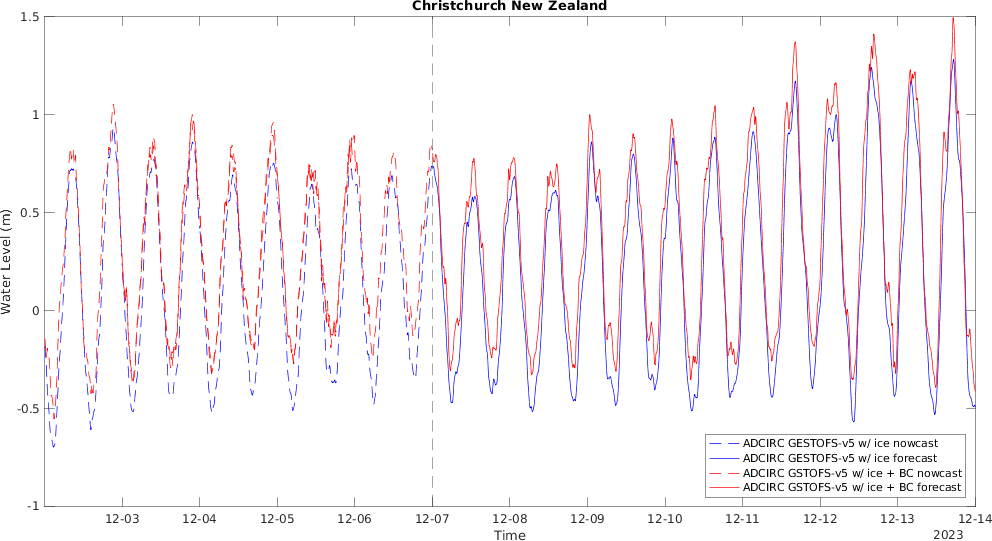 Christchurch New Zealand
Water Level (m)
1.5
1
0.5
0
-0.5
-1
ADCIRC GESTOFS-v5 w/ ice nowcast
ADCIRC GESTOFS-v5 w/ ice forecast
ADCIRC GSTOFS-v5 w/ ice + BC nowcast
ADCIRC GSTOFS-v5 w/ ice + BC forecast
12-03 12-04 12-05 12-06 12-07 12-08 12-09 12-10 12-11 12-12 12-13 12-14
Time
2023